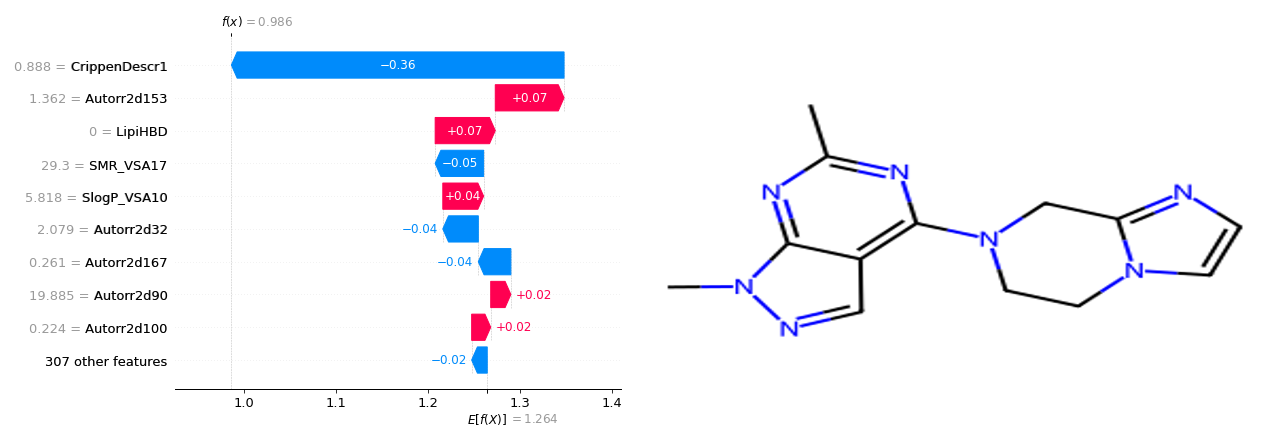 f(x) = 0.986
0.888 = CrippenDescr1 −0.36
1.362 = Autorr2d153 +0.07
0 = LipiHBD +0.07
29.3 = SMR_VSA17 −0.05
5.818 = SlogP_VSA10 +0.04
2.079 = Autorr2d32 −0.04
0.261 = Autorr2d167 −0.04
19.885 = Autorr2d90 +0.02
0.224 = Autorr2d100 +0.02
307 other features −0.02
1.0 1.1 1.2 1.3 1.4
E[f(X)] = 1.264
N N
N N
N
N N
N